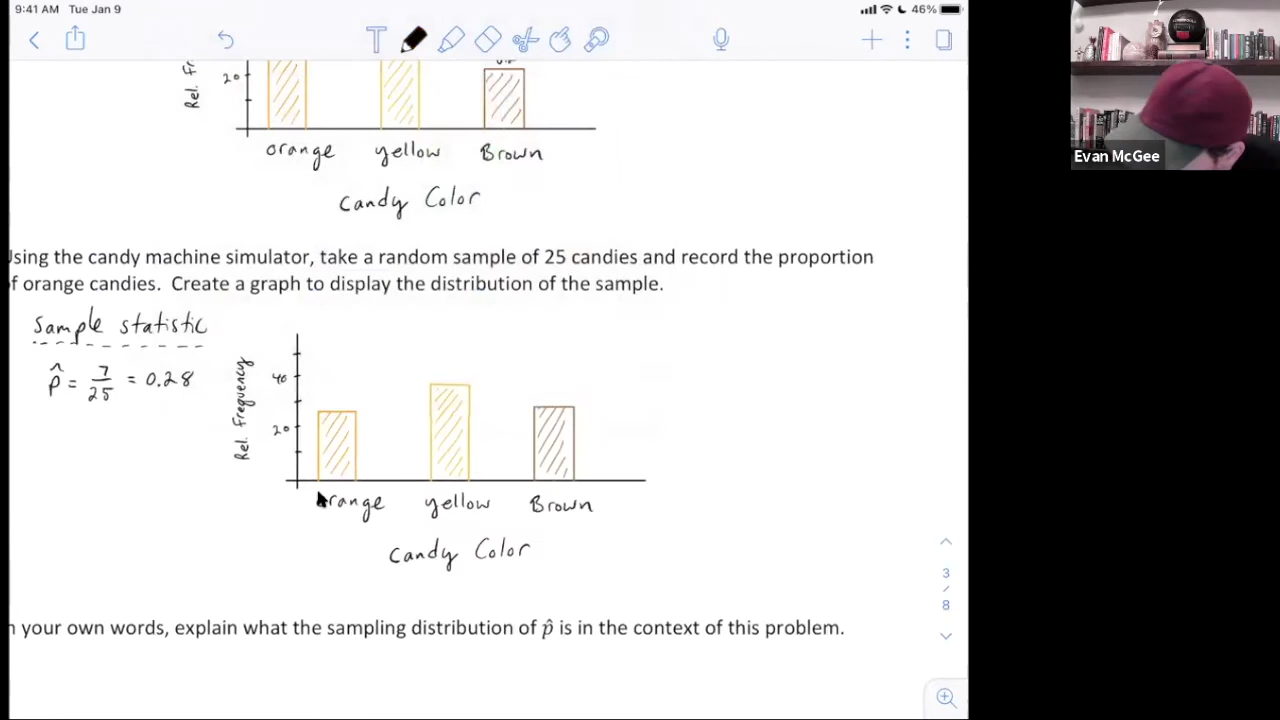 9:41 AM Tue Jan 9
46%
Evan McGee
Rel. Fr
20
orange yellow Brown
Candy Color
Using the candy machine simulator, take a random sample of 25 candies and record the proportion
f orange candies. Create a graph to display the distribution of the sample.
Sample statistic
p̂ = 7/25 = 0.28
Rel. Frequency
40
20
orange yellow Brown
Candy Color
n your own words, explain what the sampling distribution of p̂ is in the context of this problem.
3
/
8